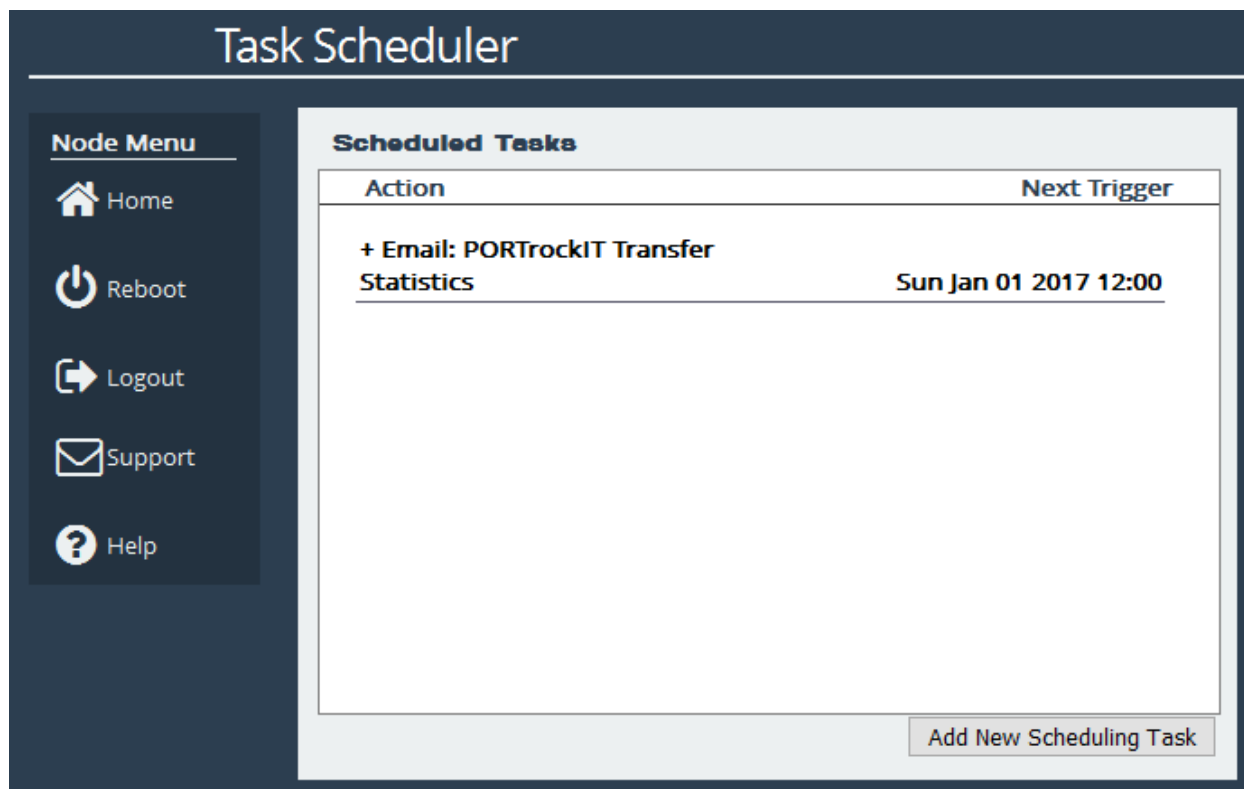 Task Scheduler
Node Menu
Home
Reboot
Logout
Support
Help
Scheduled Tasks
Action Next Trigger
+ Email: PORTrockIT Transfer
Statistics Sun Jan 01 2017 12:00
Add New Scheduling Task